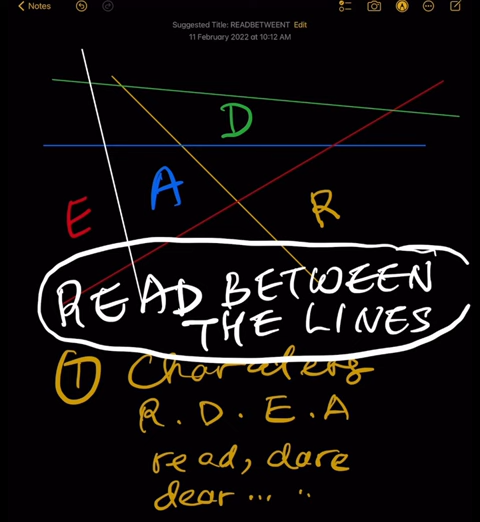 Notes
Suggested Title: READBETWEENT Edit
11 February 2022 at 10:12 AM
D
A
E
R
READ BETWEEN
THE LINES
1 Charaters
R. D. E. A
read, dare
dear ... ..